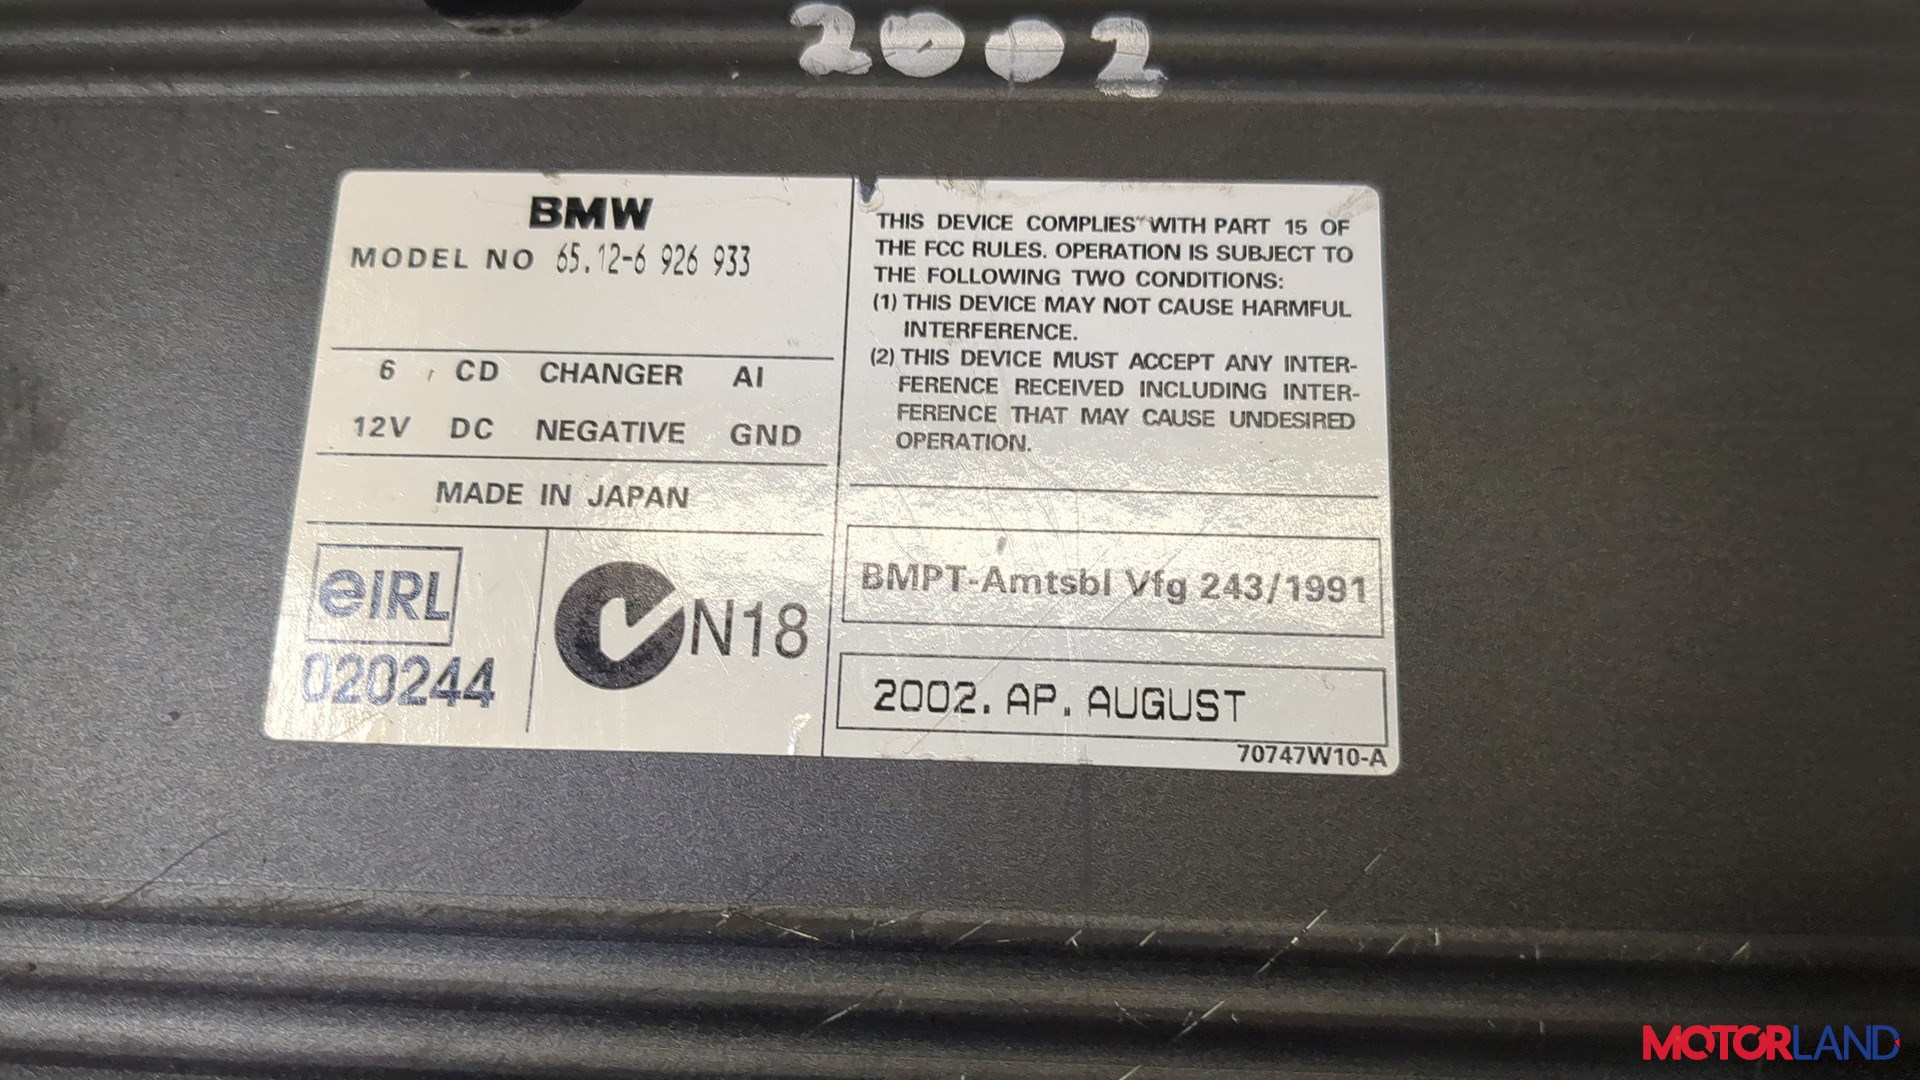 2002
BMW
MODEL NO 65.12-6 926 933
6 CD CHANGER AI
12V DC NEGATIVE GND
MADE IN JAPAN
eIRL
020244
N18
THIS DEVICE COMPLIES WITH PART 15 OF
THE FCC RULES. OPERATION IS SUBJECT TO
THE FOLLOWING TWO CONDITIONS:
(1) THIS DEVICE MAY NOT CAUSE HARMFUL
INTERFERENCE.
(2) THIS DEVICE MUST ACCEPT ANY INTER-
FERENCE RECEIVED INCLUDING INTER-
FERENCE THAT MAY CAUSE UNDESIRED
OPERATION.
BMPT-Amtsbl Vfg 243/1991
2002. AP. AUGUST
70747W10-A
MOTORLAND